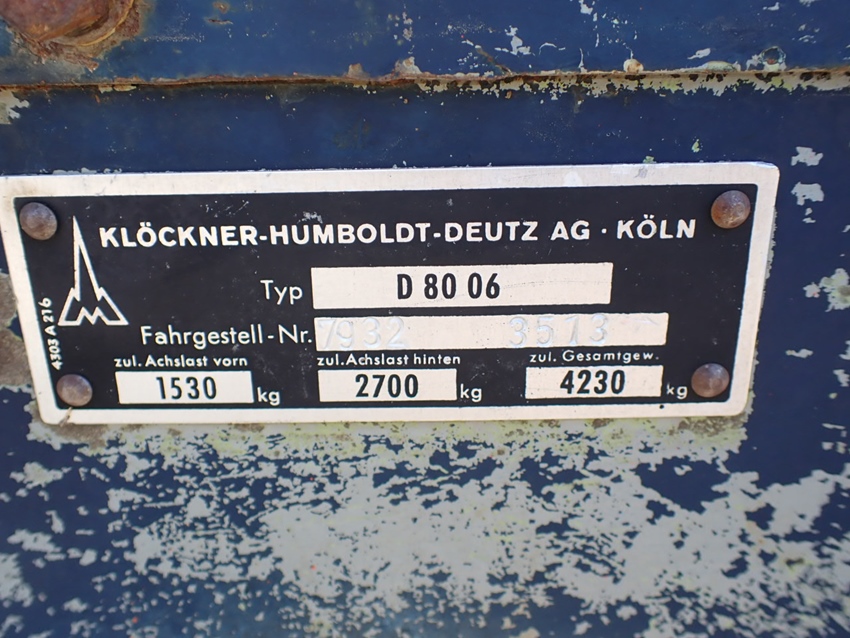 KLÖCKNER-HUMBOLDT-DEUTZ AG · KÖLN
Typ D 80 06
Fahrgestell-Nr. 7932 3513
zul. Achslast vorn zul. Achslast hinten zul. Gesamtgew.
1530 kg 2700 kg 4230 kg
4303 A 216